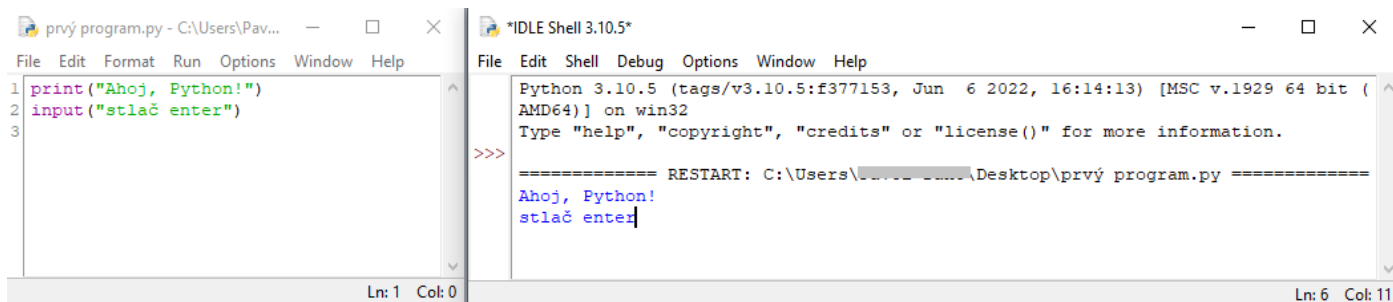 prvý program.py - C:\Users\Pav...
File Edit Format Run Options Window Help
1 print("Ahoj, Python!")
2 input("stlač enter")
3
Ln: 1 Col: 0
*IDLE Shell 3.10.5*
File Edit Shell Debug Options Window Help
Python 3.10.5 (tags/v3.10.5:f377153, Jun  6 2022, 16:14:13) [MSC v.1929 64 bit (
AMD64)] on win32
Type "help", "copyright", "credits" or "license()" for more information.
>>>
============= RESTART: C:\Users\ \Desktop\prvý program.py =============
Ahoj, Python!
stlač enter
Ln: 6 Col: 11